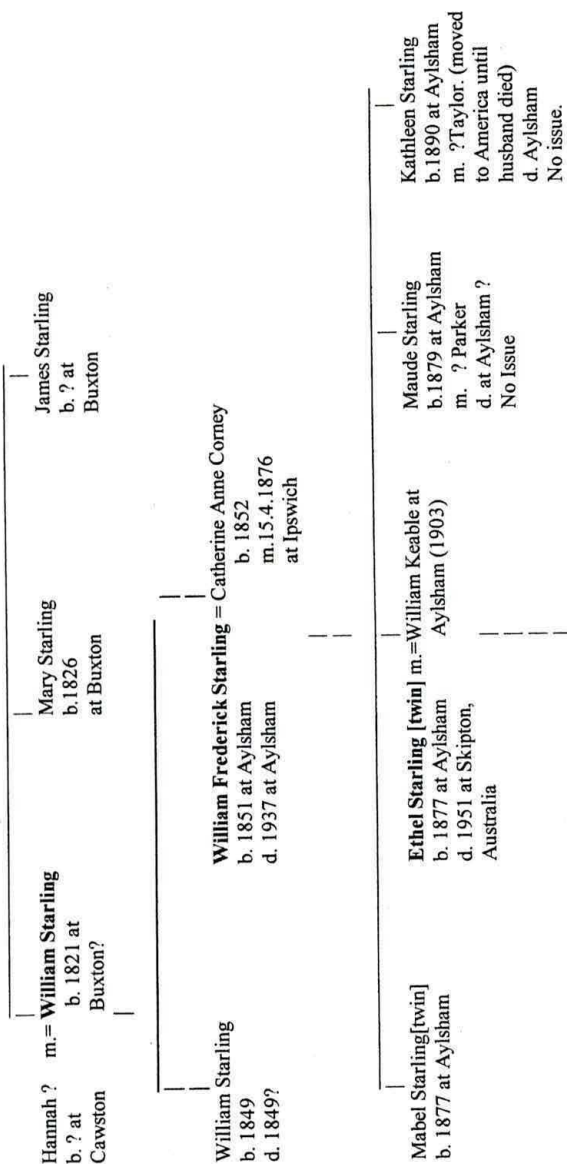 Hannah ?
b. ? at
Cawston
m.= William Starling
b. 1821 at
Buxton?
Mary Starling
b.1826
at Buxton
James Starling
b. ? at
Buxton
William Starling
b. 1849
d. 1849?
William Frederick Starling = Catherine Anne Corney
b. 1851 at Aylsham
d. 1937 at Aylsham
b. 1852
m.15.4.1876
at Ipswich
Mabel Starling[twin]
b. 1877 at Aylsham
Ethel Starling [twin] m.=William Keable at
Aylsham (1903)
b. 1877 at Aylsham
d. 1951 at Skipton,
Australia
Maude Starling
b.1879 at Aylsham
m. ? Parker
d. at Aylsham ?
No Issue
Kathleen Starling
b.1890 at Aylsham
m. ?Taylor. (moved
to America until
husband died)
d. Aylsham
No issue.